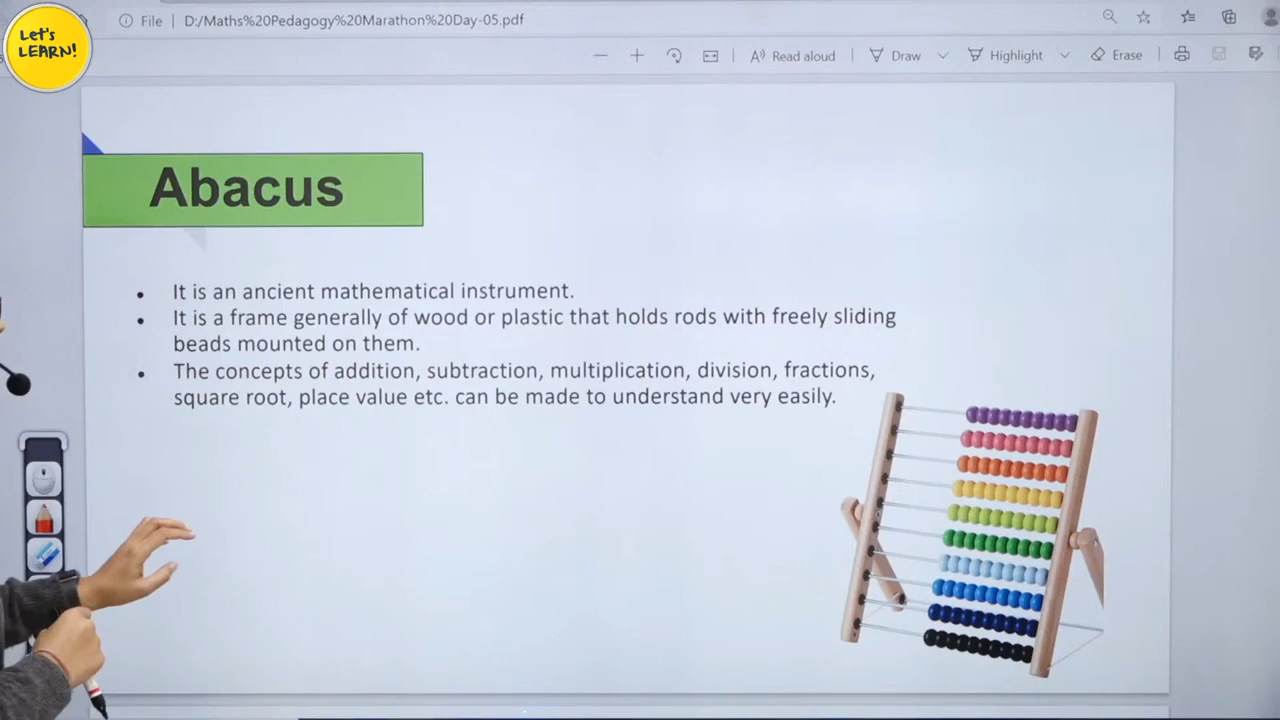 Let's
LEARN!
File | D:/Maths%20Pedagogy%20Marathon%20Day-05.pdf
Read aloud
Draw
Highlight
Erase
Abacus
• It is an ancient mathematical instrument.
• It is a frame generally of wood or plastic that holds rods with freely sliding
beads mounted on them.
• The concepts of addition, subtraction, multiplication, division, fractions,
square root, place value etc. can be made to understand very easily.